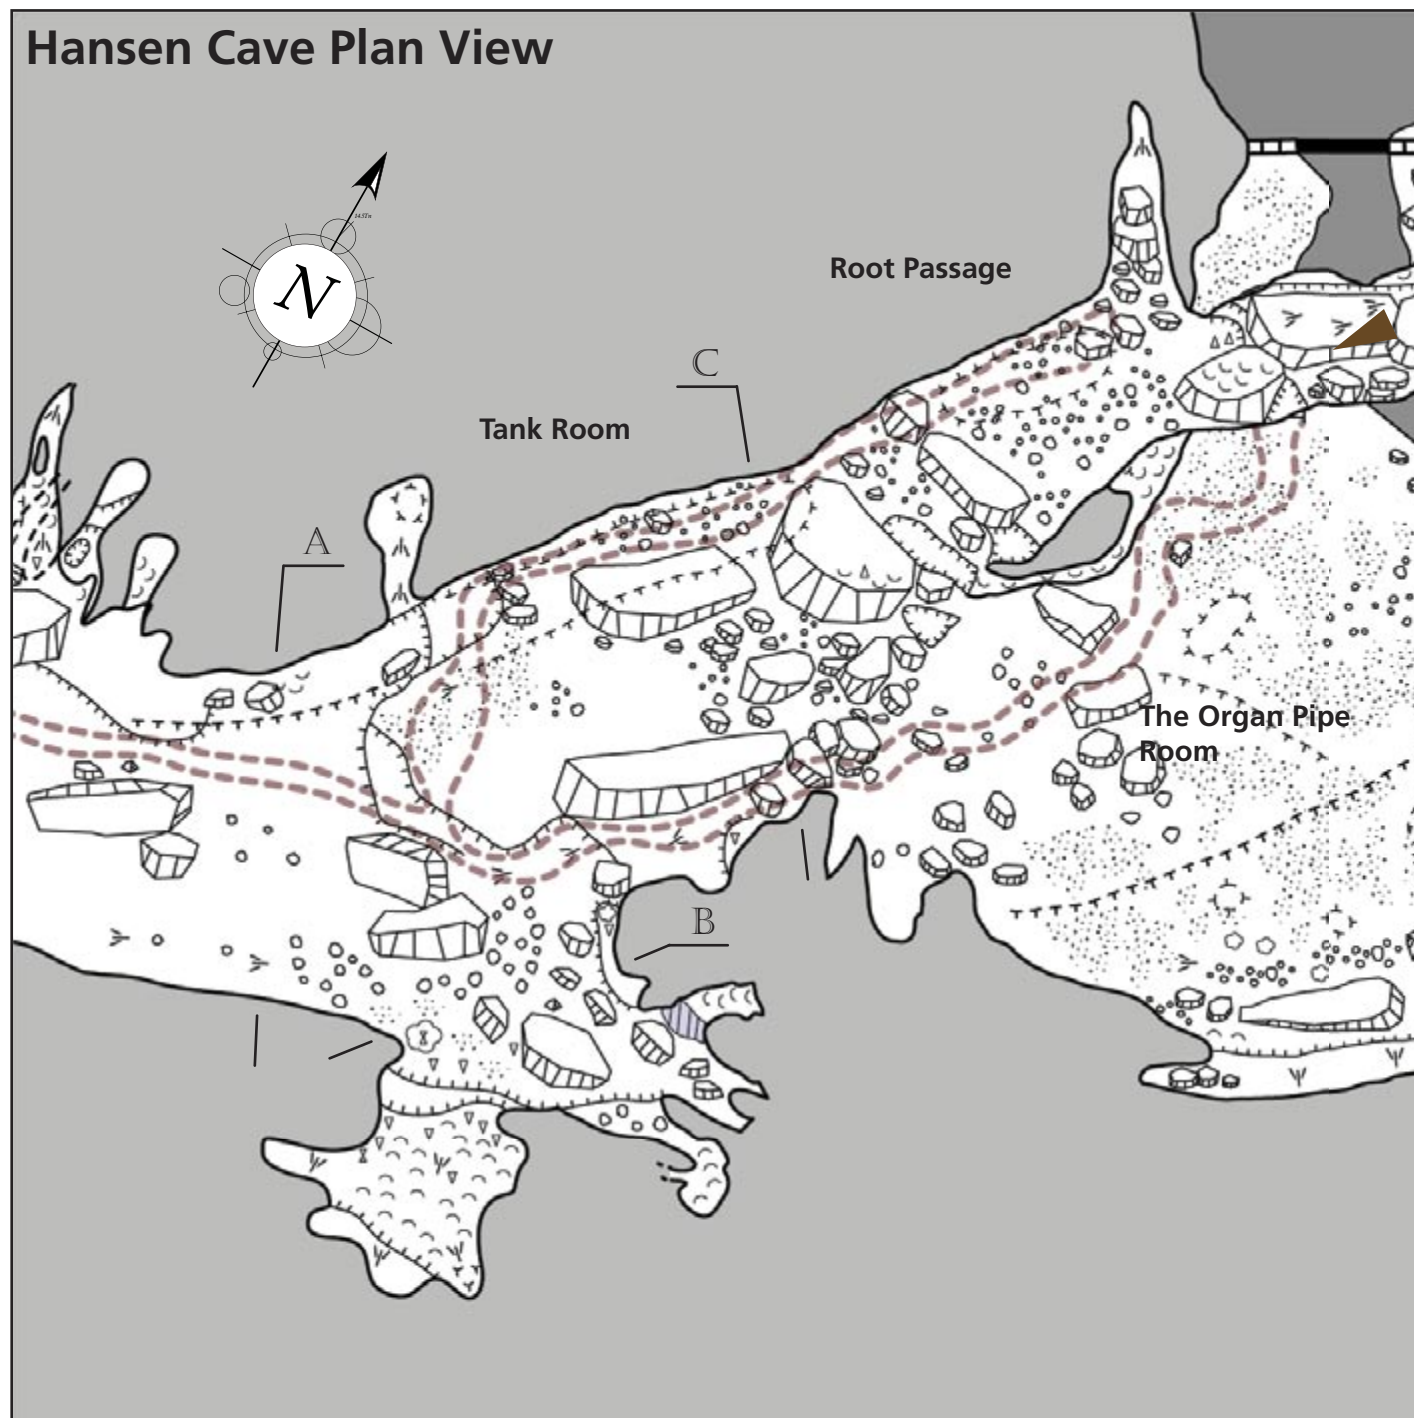 Hansen Cave Plan View
N
Root Passage
C
Tank Room
A
The Organ Pipe
Room
B